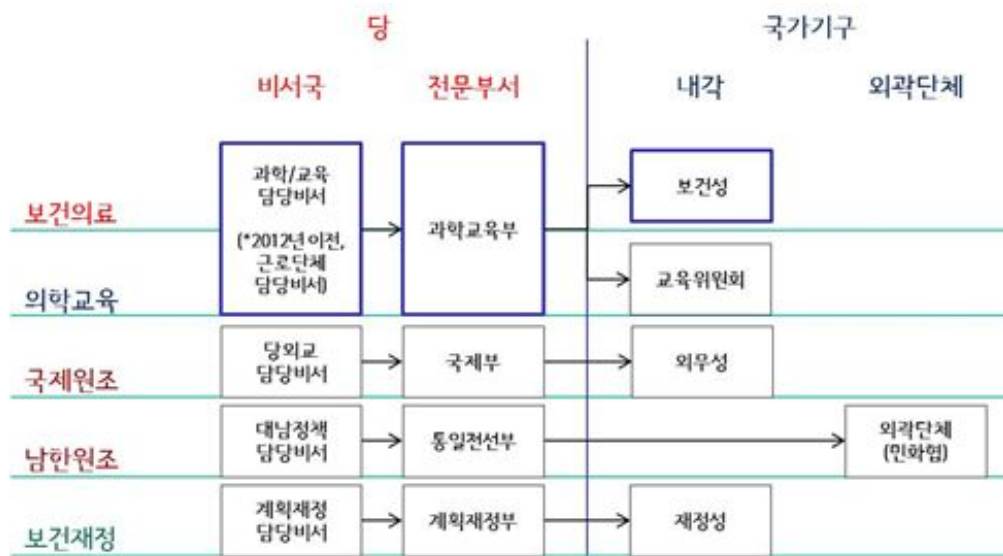 당
국가기구
비서국
전문부서
내각
외곽단체
보건의료
과학/교육
담당비서
(*2012년 이전,
근로단체
담당비서)
과학교육부
보건성
의학교육
교육위원회
국제원조
당외교
담당비서
국제부
외무성
남한원조
대남정책
담당비서
통일전선부
외곽단체
(민화협)
보건재정
계획재정
담당비서
계획재정부
재정성